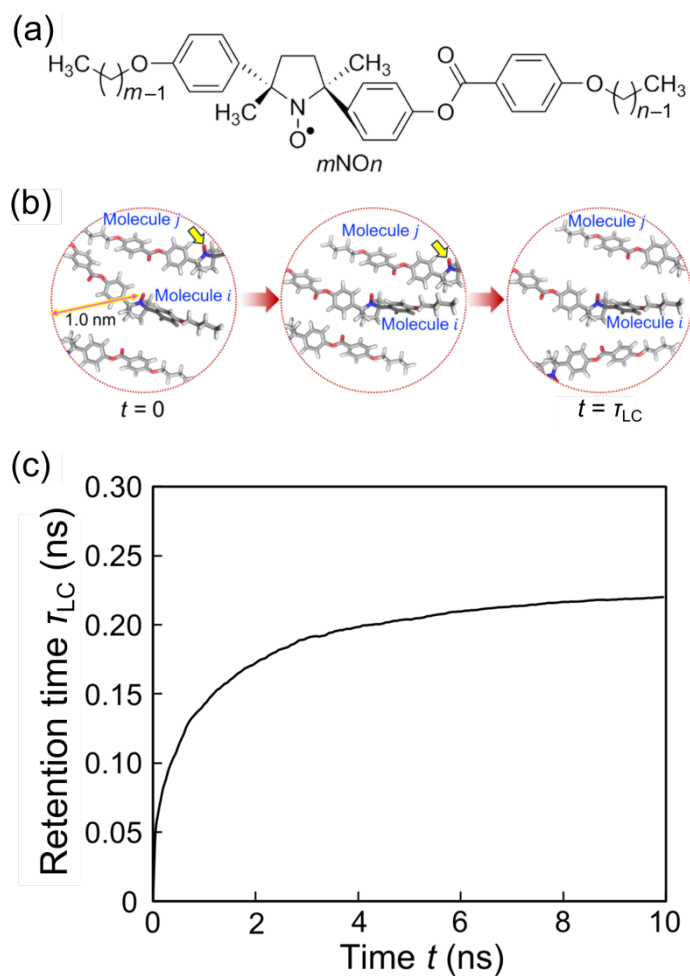 (a)
H3C
( )m−1
O
H3C
CH3
N
O•
O
O
O
CH3
( )n−1
mNOn
(b)
Molecule j
Molecule i
1.0 nm
t = 0
Molecule j
Molecule i
Molecule j
Molecule i
t = τLC
(c)
Retention time τLC (ns)
0.30
0.25
0.20
0.15
0.10
0.05
0
0 2 4 6 8 10
Time t (ns)